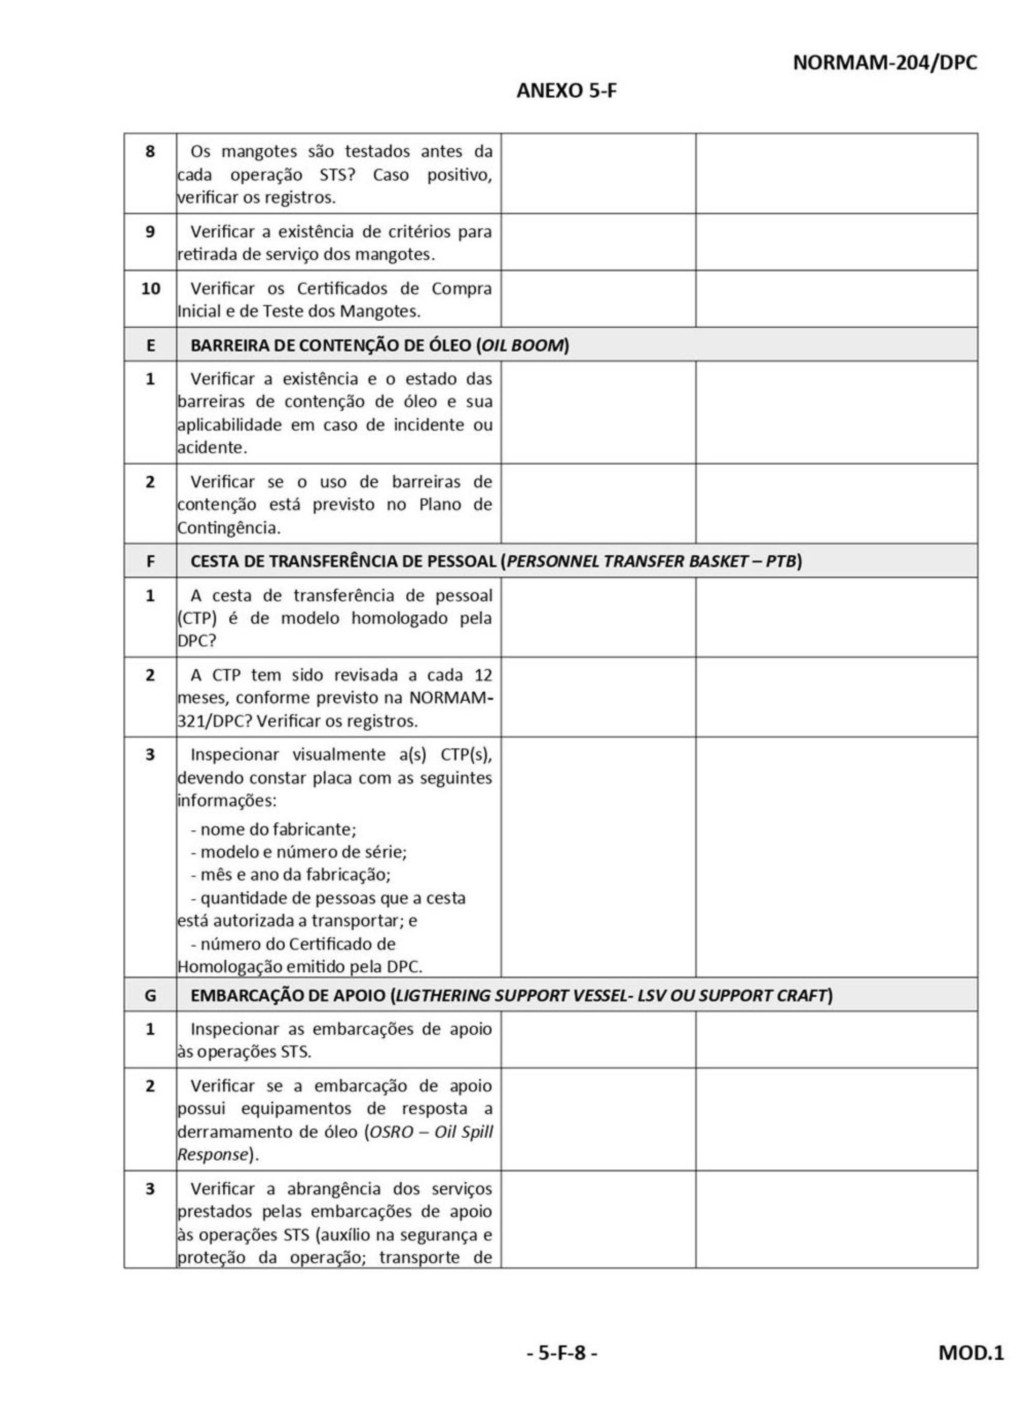 NORMAM-204/DPC
ANEXO 5-F
8 Os mangotes são testados antes da
cada operação STS? Caso positivo,
verificar os registros.
9 Verificar a existência de critérios para
retirada de serviço dos mangotes.
10 Verificar os Certificados de Compra
Inicial e de Teste dos Mangotes.
E BARREIRA DE CONTENÇÃO DE ÓLEO (OIL BOOM)
1 Verificar a existência e o estado das
barreiras de contenção de óleo e sua
aplicabilidade em caso de incidente ou
acidente.
2 Verificar se o uso de barreiras de
contenção está previsto no Plano de
Contingência.
F CESTA DE TRANSFERÊNCIA DE PESSOAL (PERSONNEL TRANSFER BASKET – PTB)
1 A cesta de transferência de pessoal
(CTP) é de modelo homologado pela
DPC?
2 A CTP tem sido revisada a cada 12
meses, conforme previsto na NORMAM-
321/DPC? Verificar os registros.
3 Inspecionar visualmente a(s) CTP(s),
devendo constar placa com as seguintes
informações:
- nome do fabricante;
- modelo e número de série;
- mês e ano da fabricação;
- quantidade de pessoas que a cesta
está autorizada a transportar; e
- número do Certificado de
Homologação emitido pela DPC.
G EMBARCAÇÃO DE APOIO (LIGTHERING SUPPORT VESSEL- LSV OU SUPPORT CRAFT)
1 Inspecionar as embarcações de apoio
às operações STS.
2 Verificar se a embarcação de apoio
possui equipamentos de resposta a
derramamento de óleo (OSRO – Oil Spill
Response).
3 Verificar a abrangência dos serviços
prestados pelas embarcações de apoio
às operações STS (auxílio na segurança e
proteção da operação; transporte de
- 5-F-8 -
MOD.1